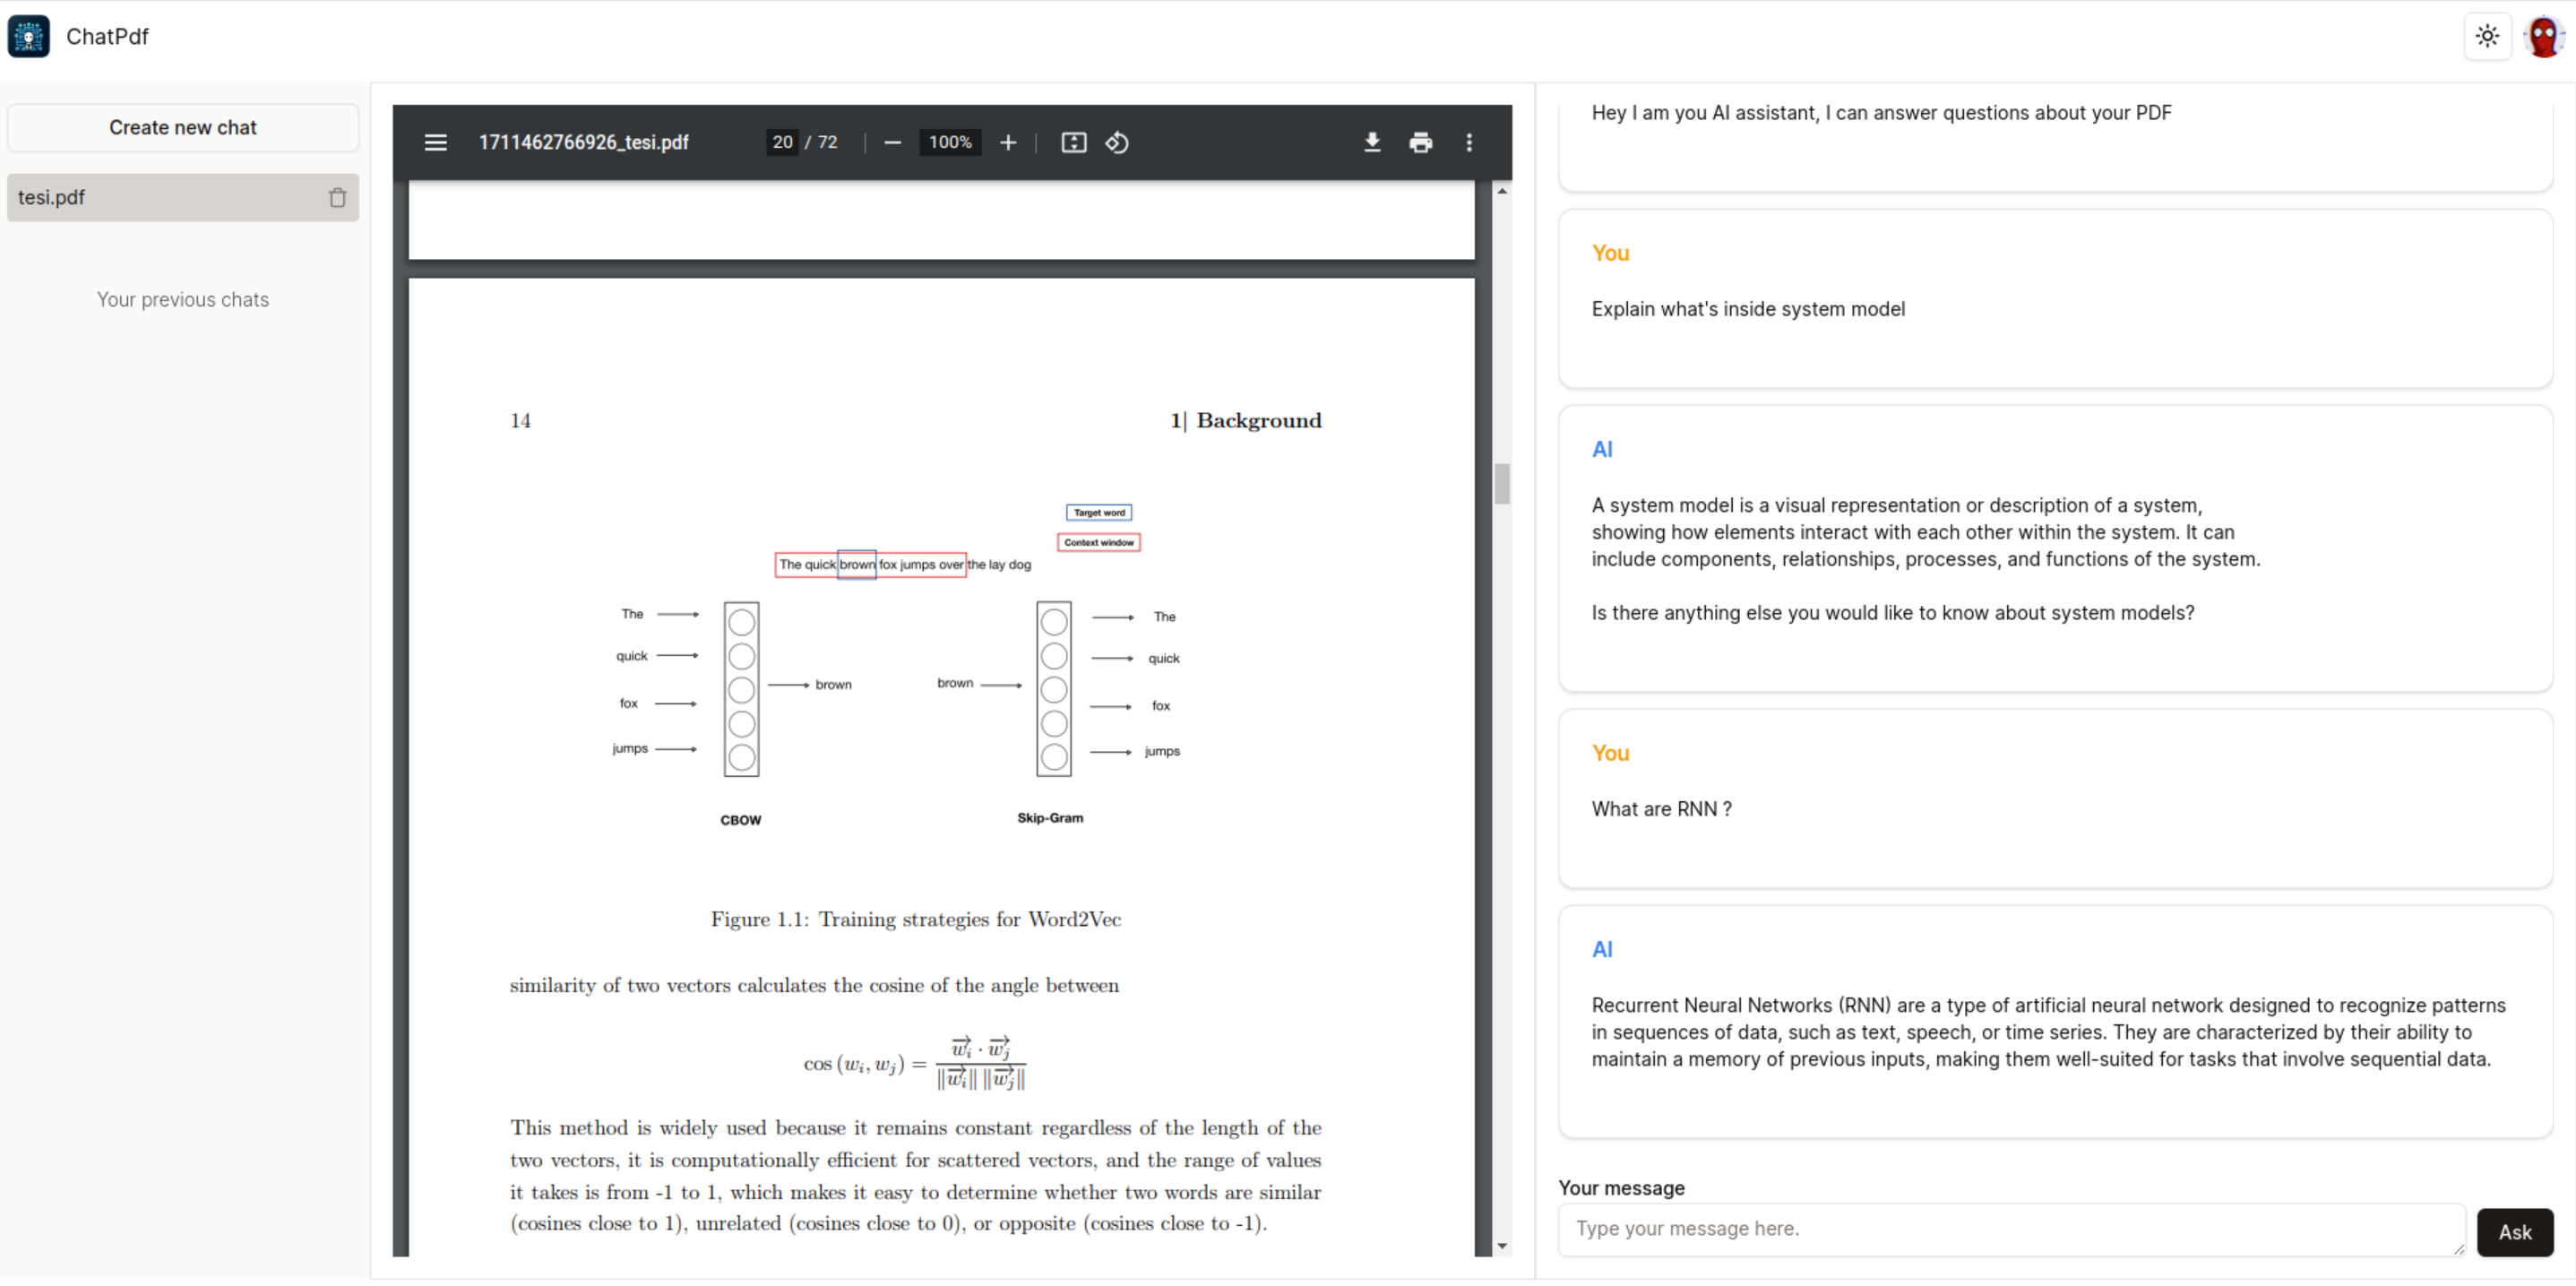 ChatPdf
Create new chat
tesi.pdf
Your previous chats
1711462766926_tesi.pdf
20 / 72
100%
14
1| Background
Target word
Context window
The quick brown fox jumps over the lay dog
The
quick
fox
jumps
brown
CBOW
brown
The
quick
fox
jumps
Skip-Gram
Figure 1.1: Training strategies for Word2Vec
similarity of two vectors calculates the cosine of the angle between
cos (wᵢ, wⱼ) = (w⃗ᵢ · w⃗ⱼ) / (‖w⃗ᵢ‖ ‖w⃗ⱼ‖)
This method is widely used because it remains constant regardless of the length of the
two vectors, it is computationally efficient for scattered vectors, and the range of values
it takes is from -1 to 1, which makes it easy to determine whether two words are similar
(cosines close to 1), unrelated (cosines close to 0), or opposite (cosines close to -1).
Hey I am you AI assistant, I can answer questions about your PDF
You
Explain what's inside system model
AI
A system model is a visual representation or description of a system,
showing how elements interact with each other within the system. It can
include components, relationships, processes, and functions of the system.
Is there anything else you would like to know about system models?
You
What are RNN ?
AI
Recurrent Neural Networks (RNN) are a type of artificial neural network designed to recognize patterns
in sequences of data, such as text, speech, or time series. They are characterized by their ability to
maintain a memory of previous inputs, making them well-suited for tasks that involve sequential data.
Your message
Type your message here.
Ask